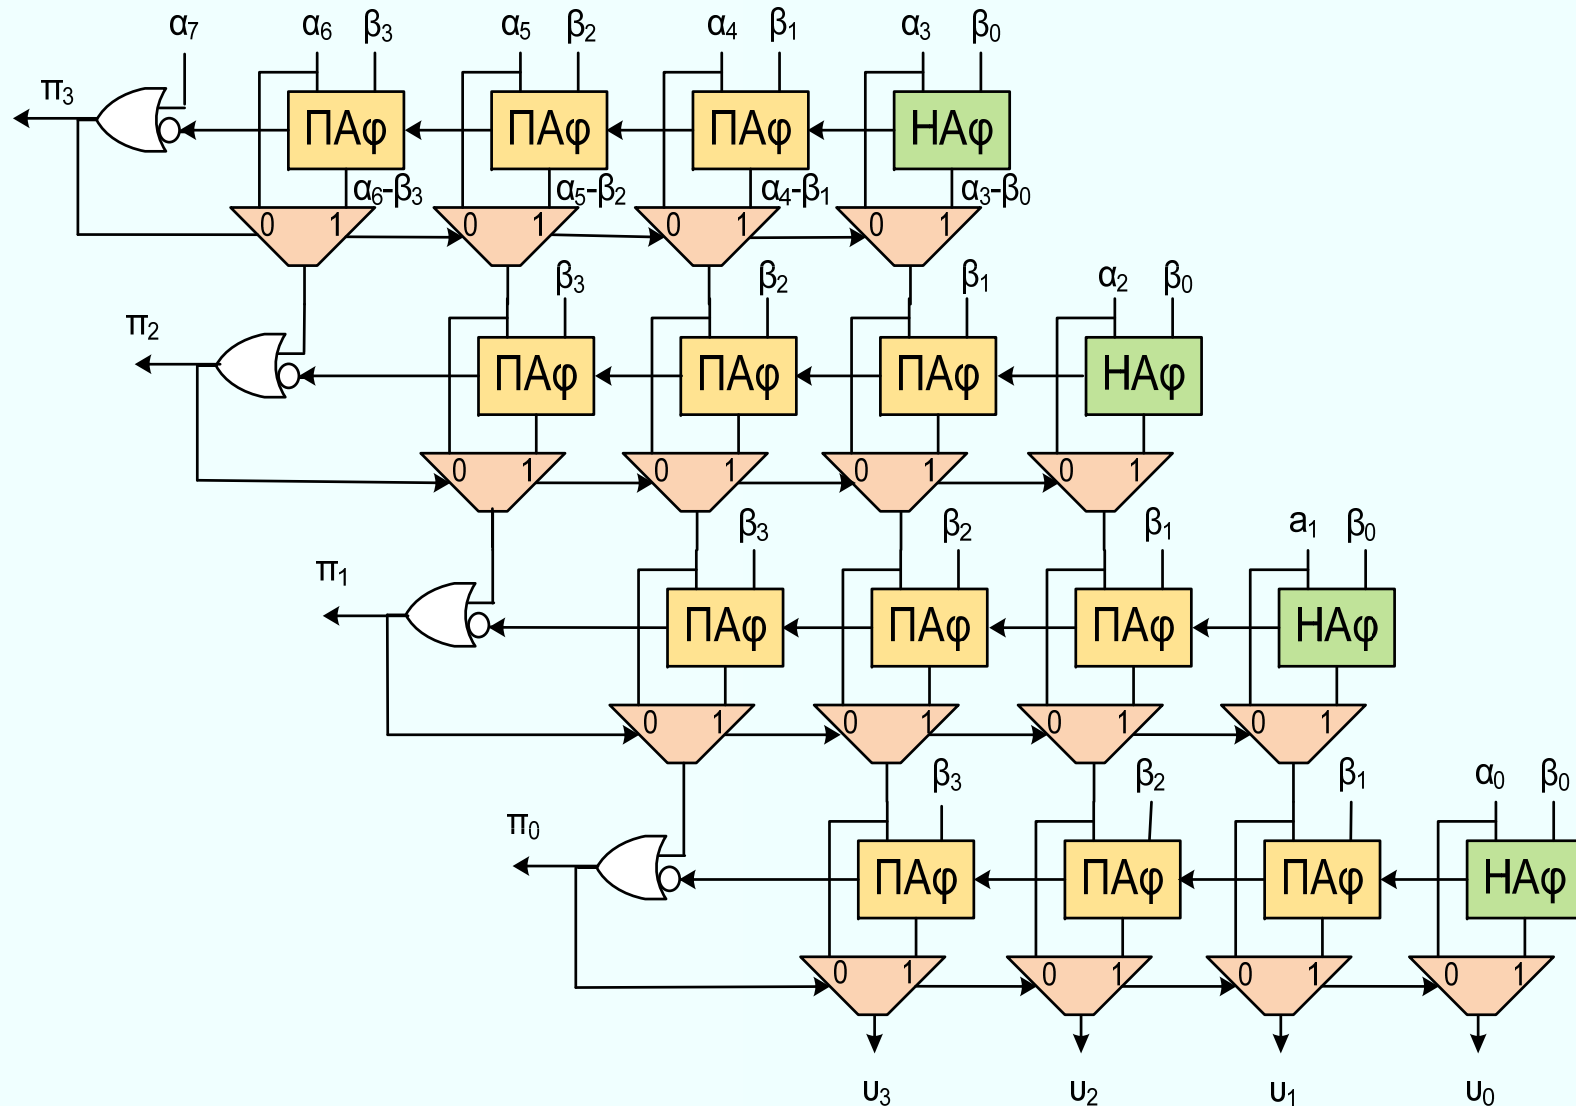 α7 α6 β3 α5 β2 α4 β1 α3 β0
π3 ΠΑφ ΠΑφ ΠΑφ ΗΑφ
α6-β3 α5-β2 α4-β1 α3-β0
0 1 0 1 0 1 0 1
β3 β2 β1 α2 β0
π2 ΠΑφ ΠΑφ ΠΑφ ΗΑφ
0 1 0 1 0 1 0 1
β3 β2 β1 a1 β0
π1 ΠΑφ ΠΑφ ΠΑφ ΗΑφ
0 1 0 1 0 1 0 1
β3 β2 β1 α0 β0
π0 ΠΑφ ΠΑφ ΠΑφ ΗΑφ
0 1 0 1 0 1 0 1
υ3 υ2 υ1 υ0